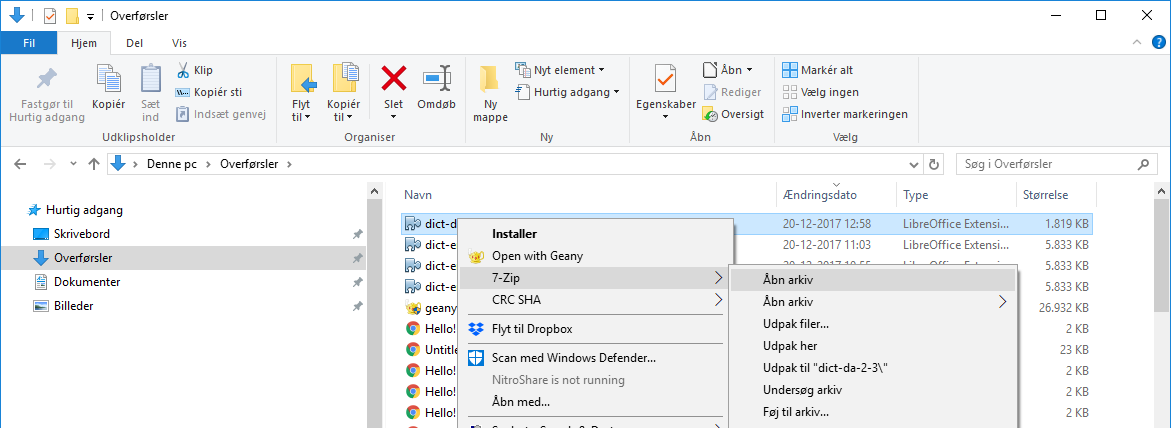 Overførsler
Fil Hjem Del Vis
Fastgør til Hurtig adgang
Kopiér
Sæt ind
Klip
Kopiér sti
Indsæt genvej
Udklipsholder
Flyt til
Kopiér til
Slet
Omdøb
Organiser
Ny mappe
Nyt element
Hurtig adgang
Ny
Egenskaber
Åbn
Rediger
Oversigt
Åbn
Markér alt
Vælg ingen
Inverter markeringen
Vælg
Denne pc Overførsler
Søg i Overførsler
Hurtig adgang
Skrivebord
Overførsler
Dokumenter
Billeder
Navn Ændringsdato Type Størrelse
dict-d 20-12-2017 12:58 LibreOffice Extensi... 1.819 KB
dict-e 20-12-2017 11:03 LibreOffice Extensi... 5.833 KB
dict-e 5.833 KB
dict-e 5.833 KB
geany 26.932 KB
Hello! 2 KB
Untitle 23 KB
Hello! 2 KB
Hello! 2 KB
Hello! 2 KB
Installer
Open with Geany
7-Zip
CRC SHA
Flyt til Dropbox
Scan med Windows Defender...
NitroShare is not running
Åbn med...
Åbn arkiv
Åbn arkiv
Udpak filer...
Udpak her
Udpak til "dict-da-2-3\"
Undersøg arkiv
Føj til arkiv...